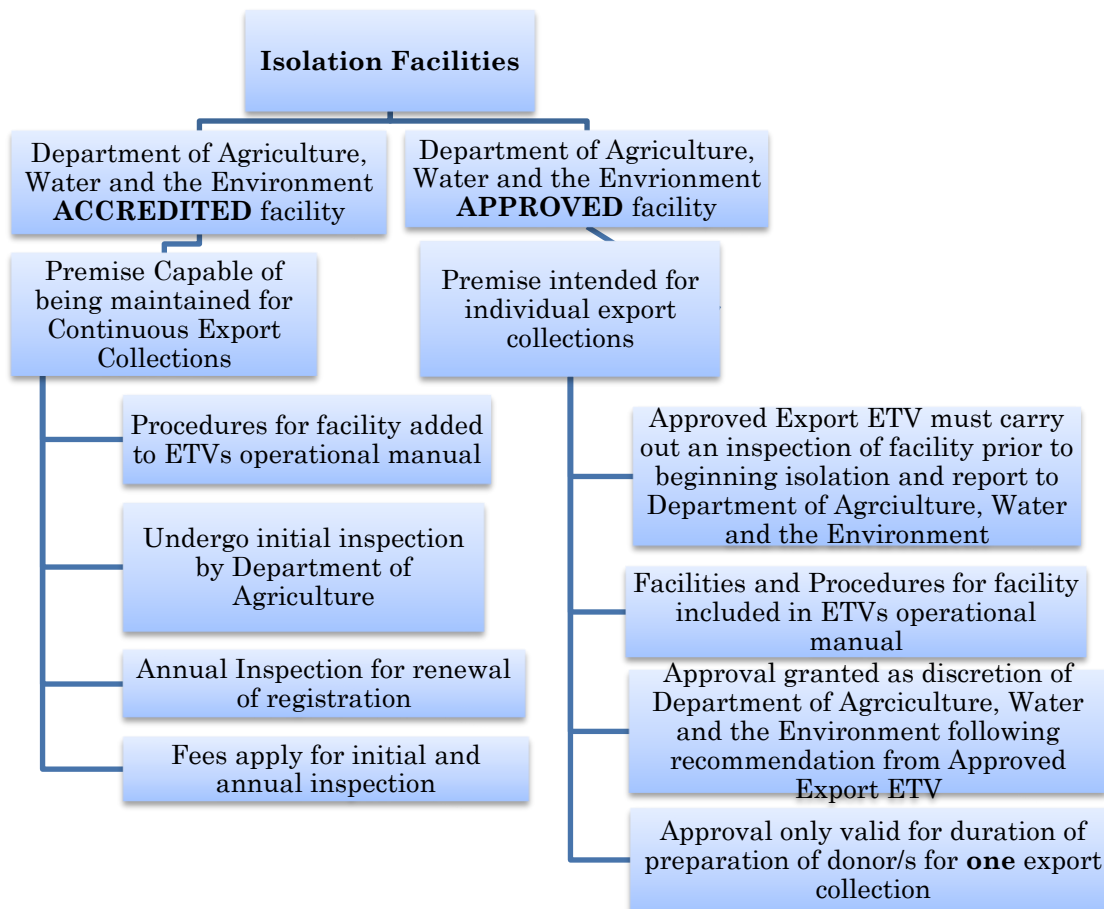 Isolation Facilities
Department of Agriculture,
Water and the Environment
ACCREDITED facility
Department of Agriculture,
Water and the Envrionment
APPROVED facility
Premise Capable of
being maintained for
Continuous Export
Collections
Premise intended for
individual export
collections
Procedures for facility added
to ETVs operational manual
Undergo initial inspection
by Department of
Agriculture
Annual Inspection for renewal
of registration
Fees apply for initial and
annual inspection
Approved Export ETV must carry
out an inspection of facility prior to
beginning isolation and report to
Department of Agrciulture, Water
and the Environment
Facilities and Procedures for facility
included in ETVs operational
manual
Approval granted as discretion of
Department of Agrciculture, Water
and the Environment following
recommendation from Approved
Export ETV
Approval only valid for duration of
preparation of donor/s for one export
collection